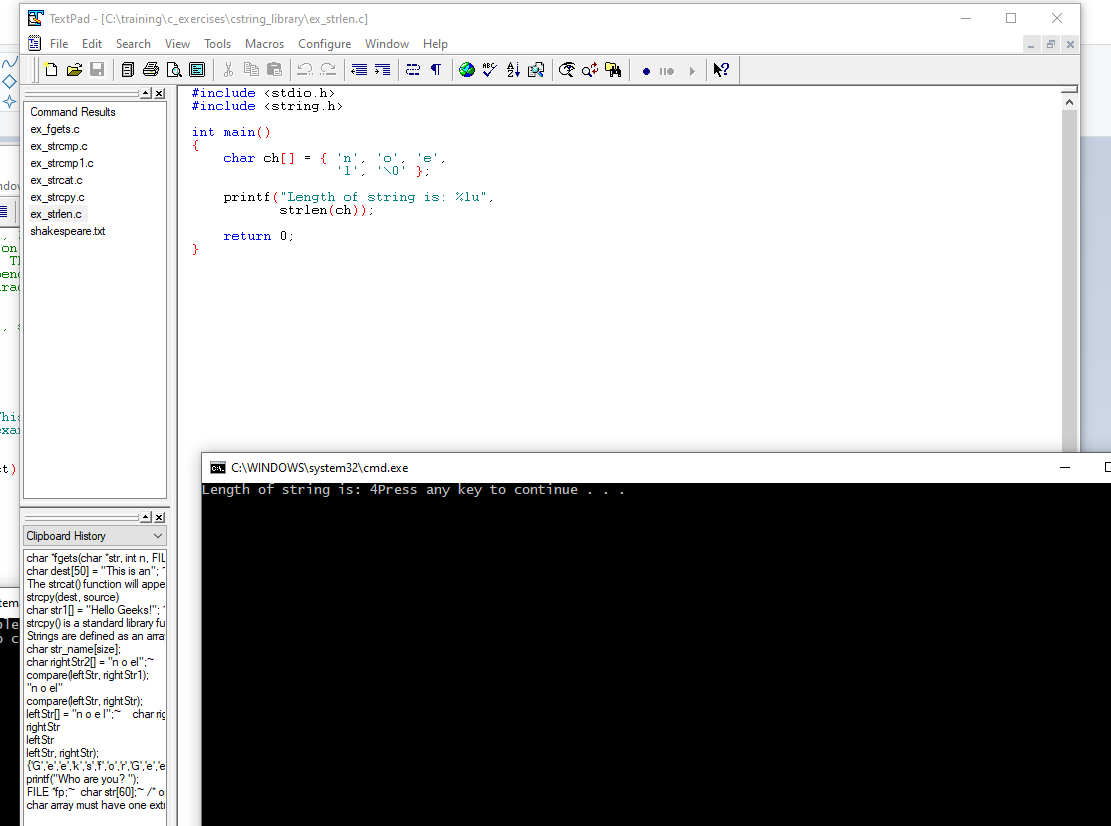 TextPad - [C:\training\c_exercises\cstring_library\ex_strlen.c]
File Edit Search View Tools Macros Configure Window Help
Command Results
ex_fgets.c
ex_strcmp.c
ex_strcmp1.c
ex_strcat.c
ex_strcpy.c
ex_strlen.c
shakespeare.txt
#include <stdio.h>
#include <string.h>
int main()
{
char ch[] = { 'n', 'o', 'e',
'l', '\0' };
printf("Length of string is: %lu",
strlen(ch));
return 0;
}
C:\WINDOWS\system32\cmd.exe
Length of string is: 4Press any key to continue . . .
Clipboard History
char *fgets(char *str, int n, FIL
char dest[50] = "This is an";
The strcat() function will appe
strcpy(dest, source)
char str1[] = "Hello Geeks!";
strcpy() is a standard library fu
Strings are defined as an arra
char str_name[size];
char rightStr2[] = "n o el";~
compare(leftStr, rightStr1);
"n o el"
compare(leftStr, rightStr);
leftStr[] = "n o e l";~ char rig
rightStr
leftStr
leftStr, rightStr);
{'G','e','e','k','s','f','o','r','G','e','e
printf("Who are you? ");
FILE *fp;~ char str[60];~ /* o
char array must have one extr